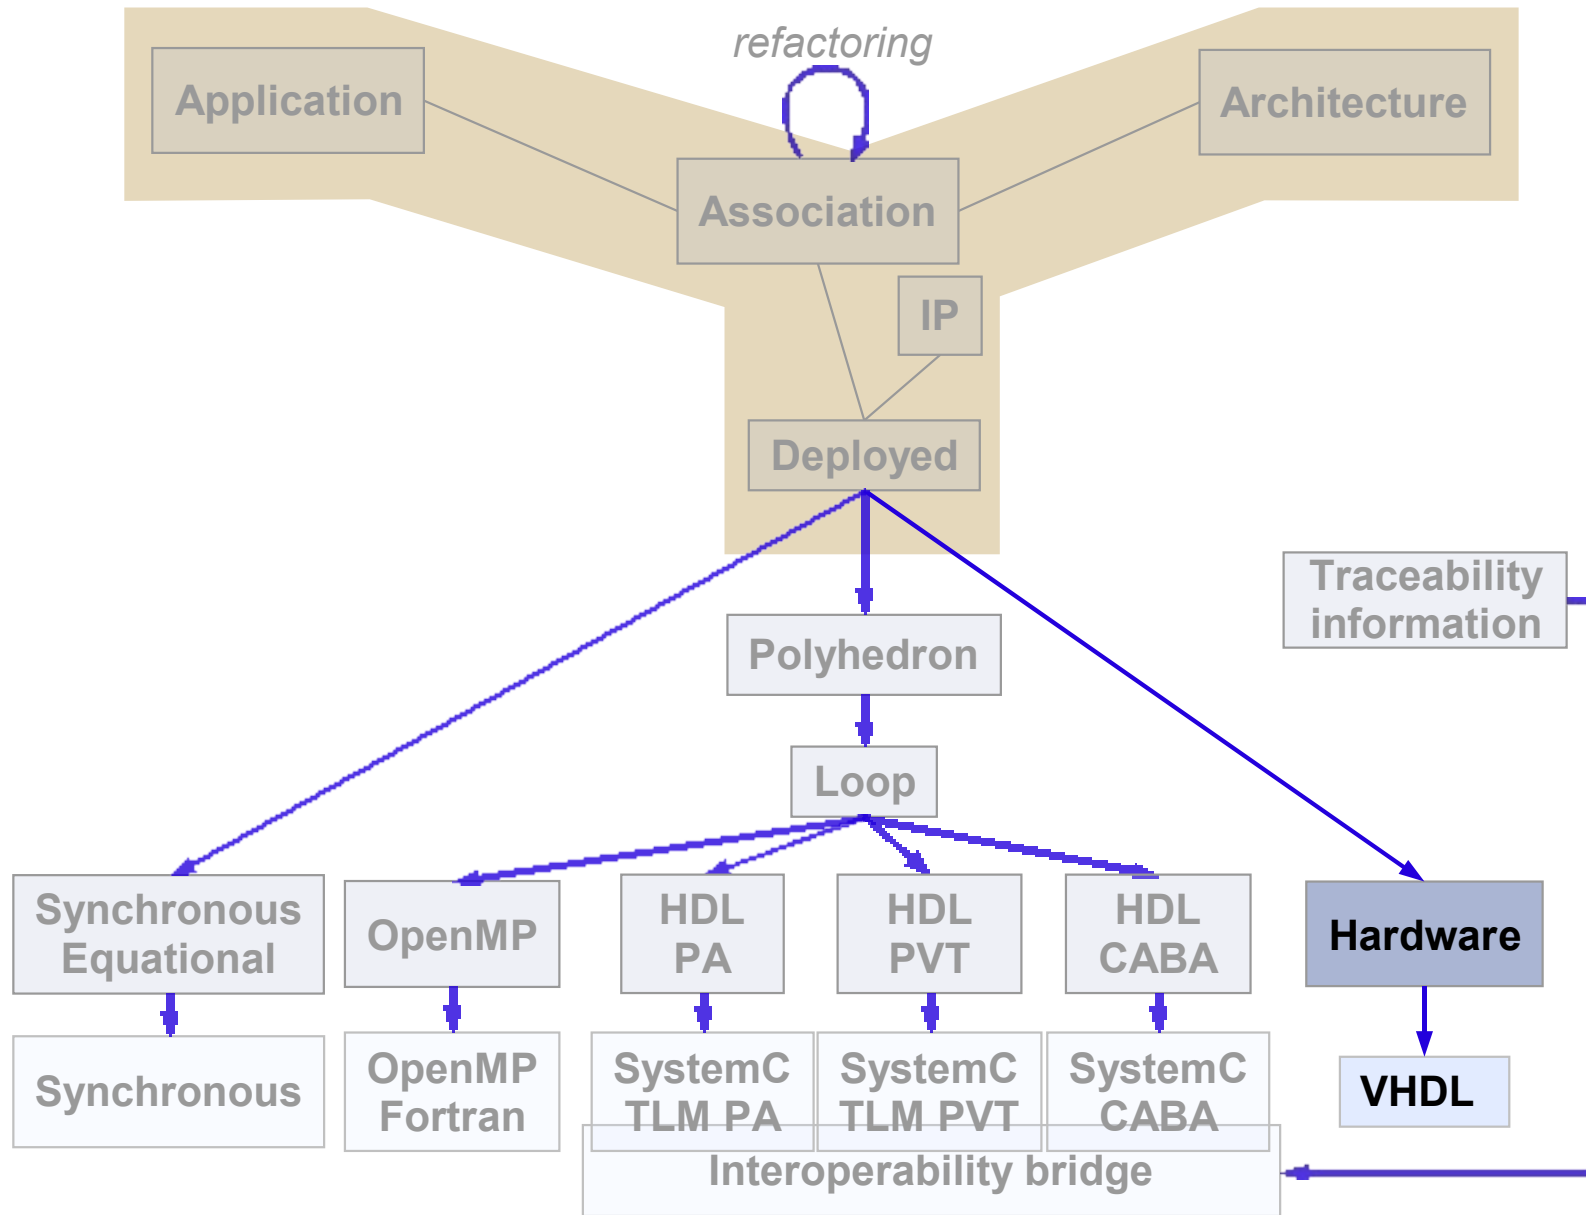 refactoring
Application
Architecture
Association
IP
Deployed
Traceability
information
Polyhedron
Loop
Synchronous
Equational
OpenMP
HDL
PA
HDL
PVT
HDL
CABA
Hardware
Synchronous
OpenMP
Fortran
SystemC
TLM PA
SystemC
TLM PVT
SystemC
CABA
VHDL
Interoperability bridge